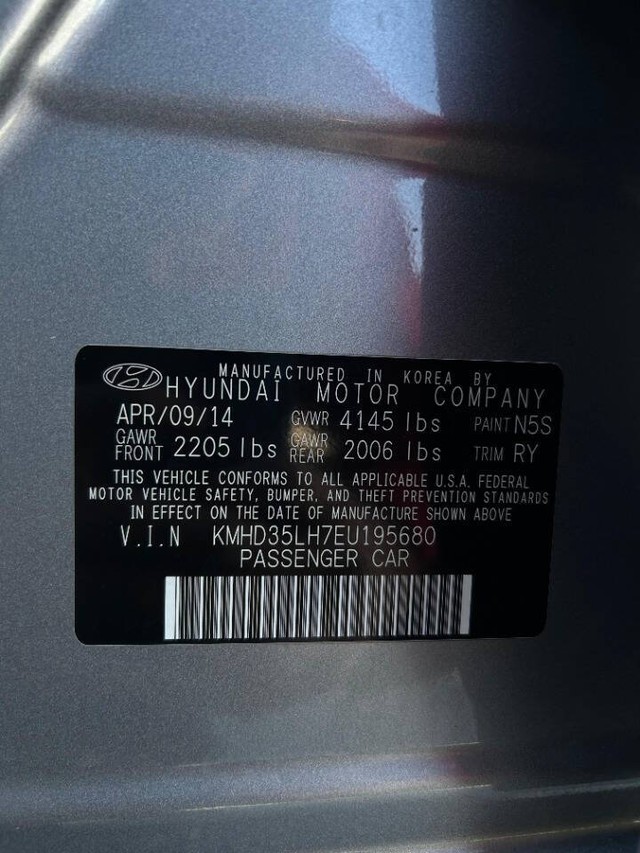 MANUFACTURED IN KOREA BY
HYUNDAI MOTOR COMPANY
APR/09/14 GVWR 4145 lbs PAINT N5S
GAWR FRONT 2205 lbs GAWR REAR 2006 lbs TRIM RY
THIS VEHICLE CONFORMS TO ALL APPLICABLE U.S.A. FEDERAL
MOTOR VEHICLE SAFETY, BUMPER, AND THEFT PREVENTION STANDARDS
IN EFFECT ON THE DATE OF MANUFACTURE SHOWN ABOVE
V.I.N KMHD35LH7EU195680
PASSENGER CAR